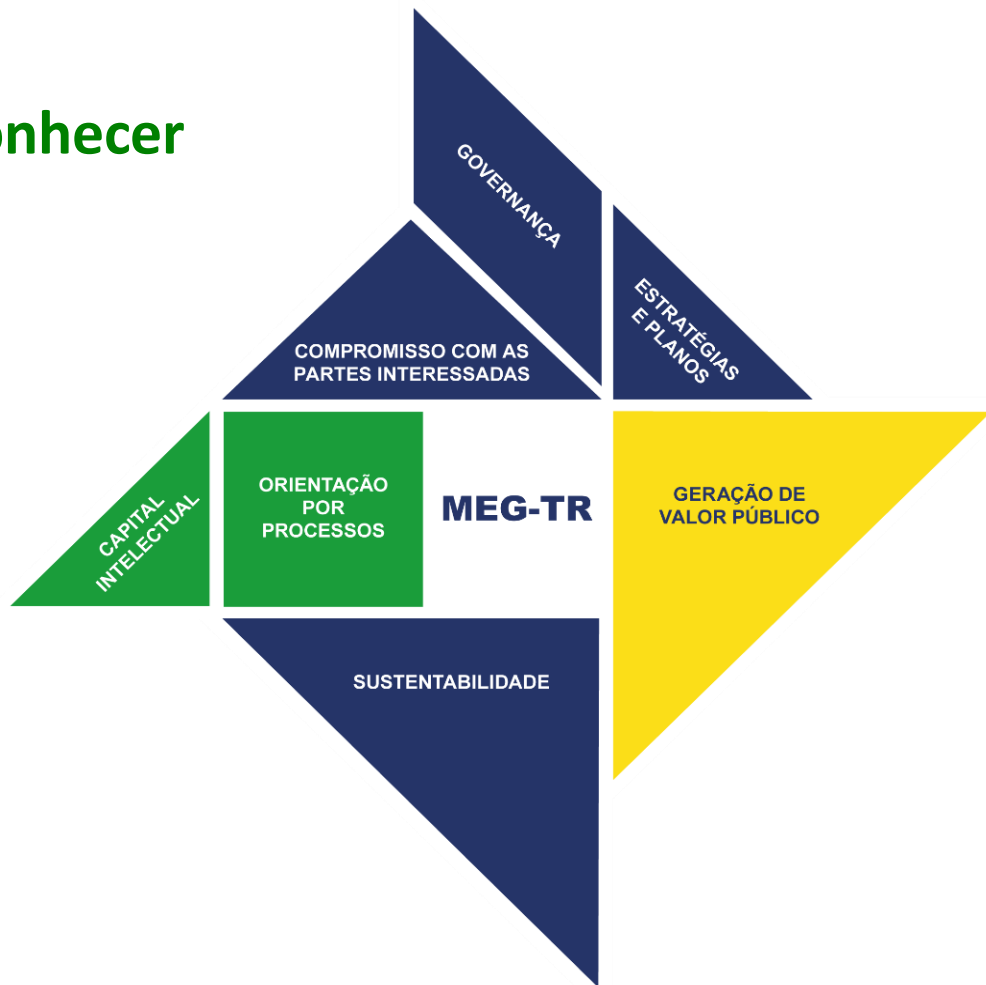 onhecer
GOVERNANÇA
ESTRATÉGIAS
E PLANOS
COMPROMISSO COM AS
PARTES INTERESSADAS
CAPITAL
INTELECTUAL
ORIENTAÇÃO
POR
PROCESSOS
MEG-TR
GERAÇÃO DE
VALOR PÚBLICO
SUSTENTABILIDADE